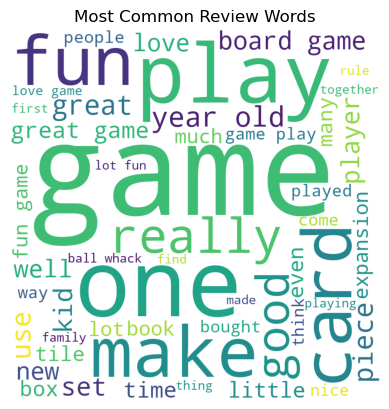 Most Common Review Words
people
love
board game
fun
play
rule
love game
together
first
great
year old
many
player
great game
much
game play
lot fun
game
played
fun game
really
come
expansion
ball whack
find
well
one
card
even
good
way
kid
made
think
playing
piece
use
make
lot
book
bought
family
tile
new
box
set
time
thing
little
nice